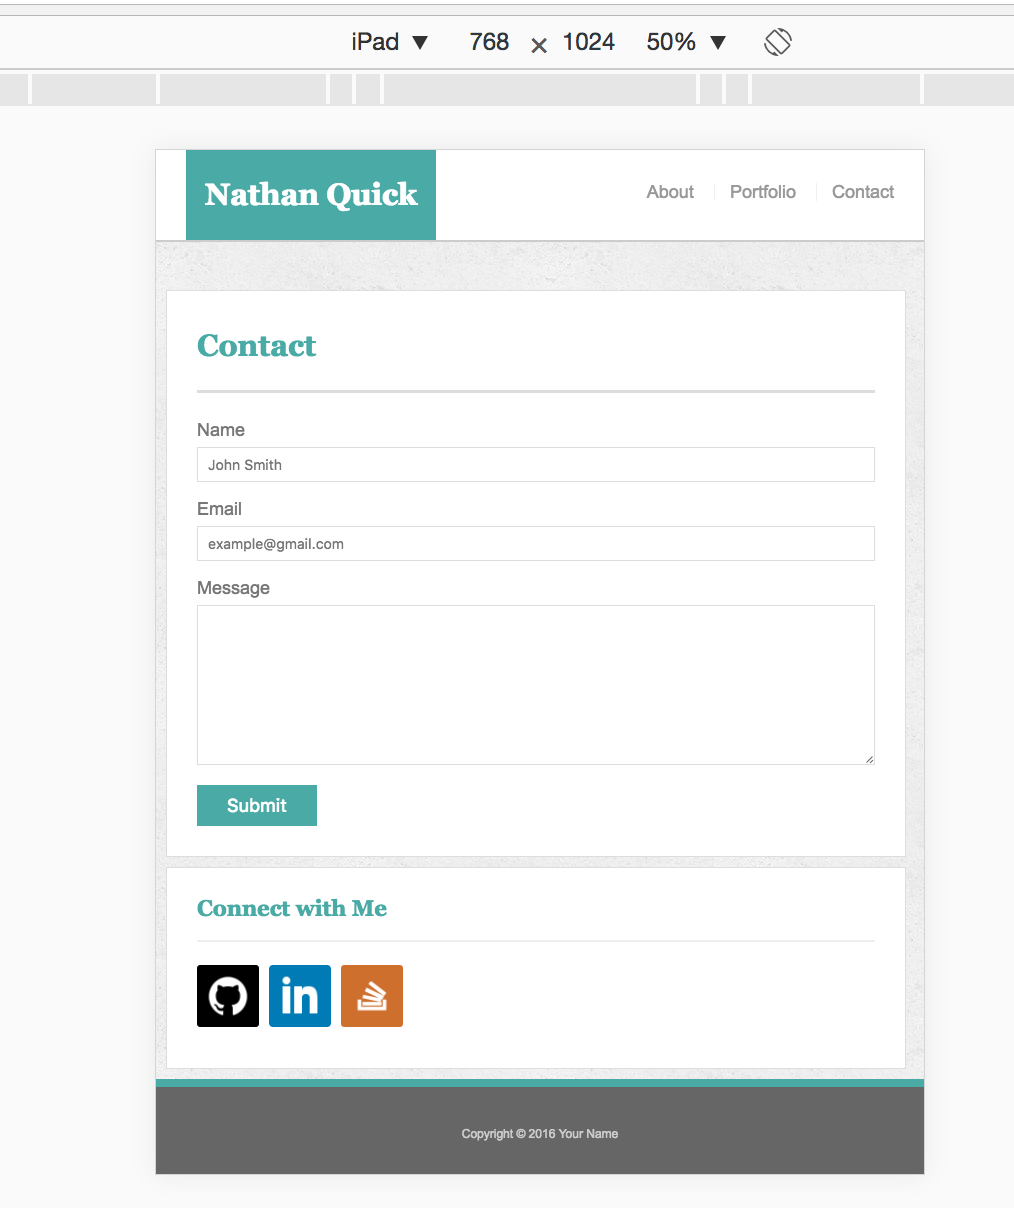 iPad ▼ 768 × 1024 50% ▼
Nathan Quick
About Portfolio Contact
Contact
Name
John Smith
Email
example@gmail.com
Message
Submit
Connect with Me
in
Copyright © 2016 Your Name